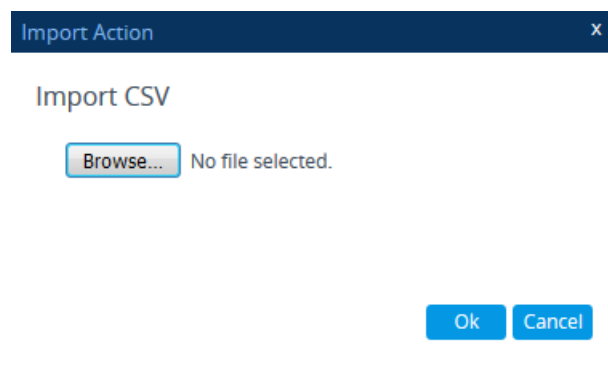 Import Action x
Import CSV
Browse... No file selected.
Ok Cancel